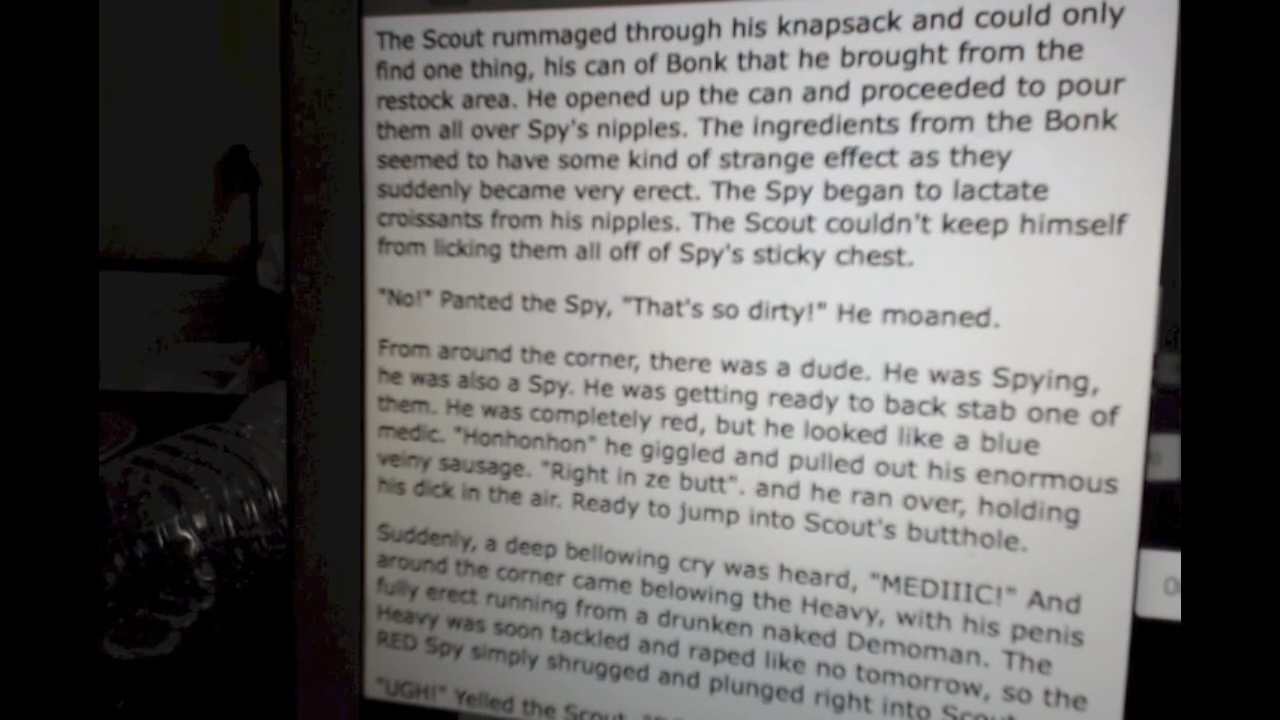 The Scout rummaged through his knapsack and could only
find one thing, his can of Bonk that he brought from the
restock area. He opened up the can and proceeded to pour
them all over Spy's nipples. The ingredients from the Bonk
seemed to have some kind of strange effect as they
suddenly became very erect. The Spy began to lactate
croissants from his nipples. The Scout couldn't keep himself
from licking them all off of Spy's sticky chest.
"No!" Panted the Spy, "That's so dirty!" He moaned.
From around the corner, there was a dude. He was Spying,
he was also a Spy. He was getting ready to back stab one of
them. He was completely red, but he looked like a blue
medic. "Honhonhon" he giggled and pulled out his enormous
veiny sausage. "Right in ze butt". and he ran over, holding
his dick in the air. Ready to jump into Scout's butthole.
Suddenly, a deep bellowing cry was heard, "MEDIIIC!" And
around the corner came belowing the Heavy, with his penis
fully erect running from a drunken naked Demoman. The
Heavy was soon tackled and raped like no tomorrow, so the
RED Spy simply shrugged and plunged right into
"UGH!" Yelled the Scout,